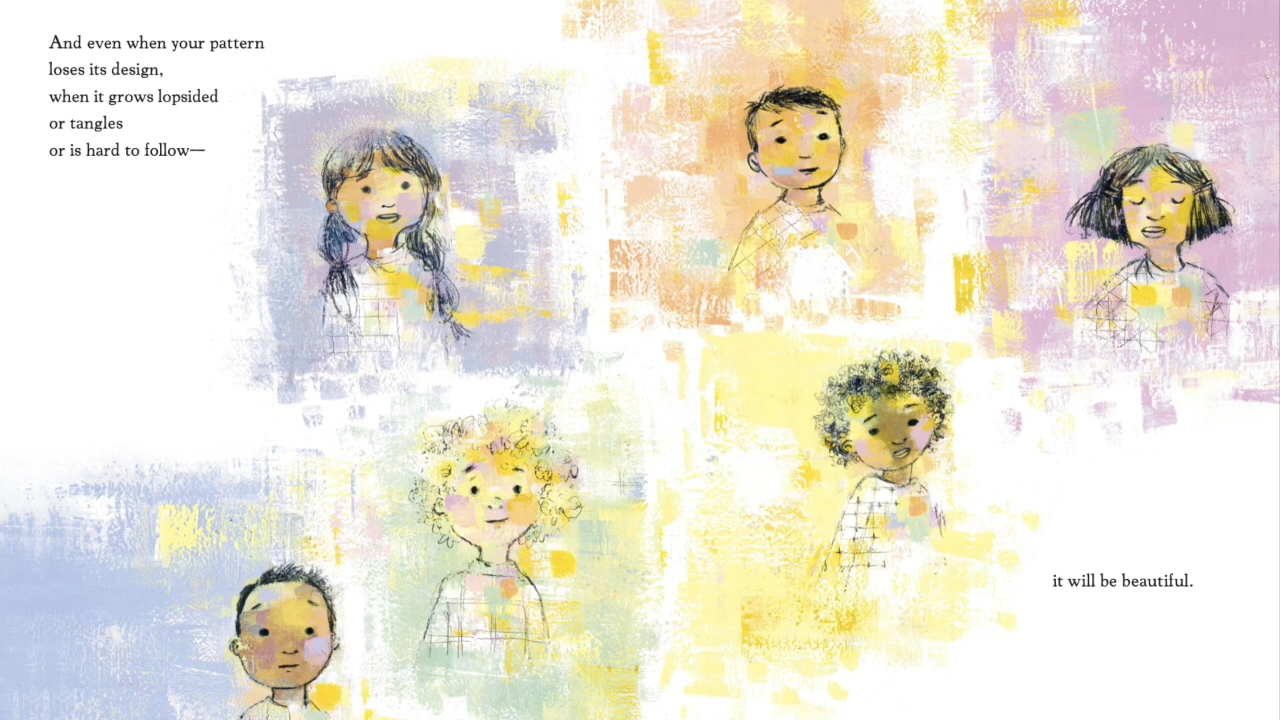 And even when your pattern
loses its design,
when it grows lopsided
or tangles
or is hard to follow—
it will be beautiful.